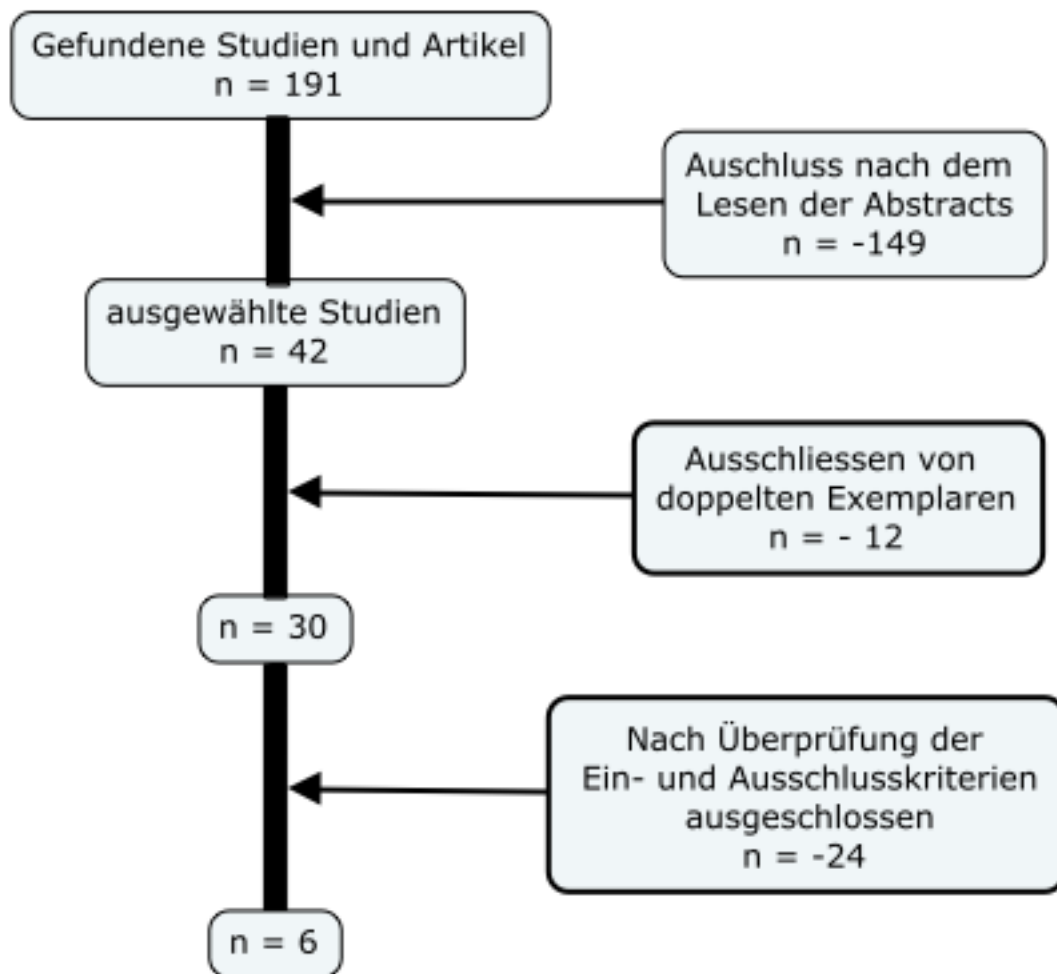 Gefundene Studien und Artikel
n = 191
Auschluss nach dem
Lesen der Abstracts
n = -149
ausgewählte Studien
n = 42
Ausschliessen von
doppelten Exemplaren
n = - 12
n = 30
Nach Überprüfung der
Ein- und Ausschlusskriterien
ausgeschlossen
n = -24
n = 6